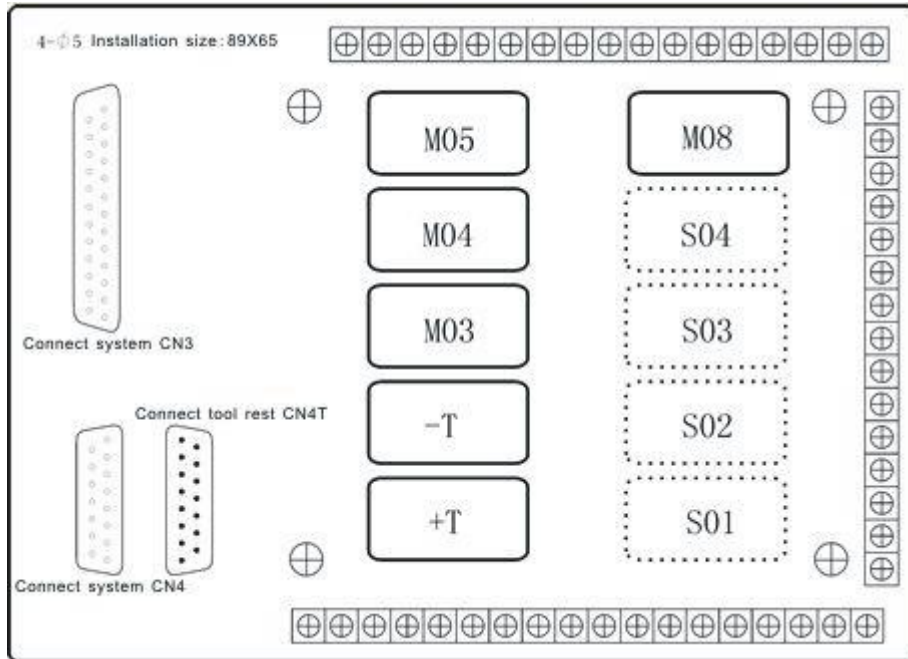 4-Φ5 Installation size:89X65
M05
M08
M04
S04
M03
S03
Connect system CN3
-T
S02
Connect tool rest CN4T
+T
S01
Connect system CN4